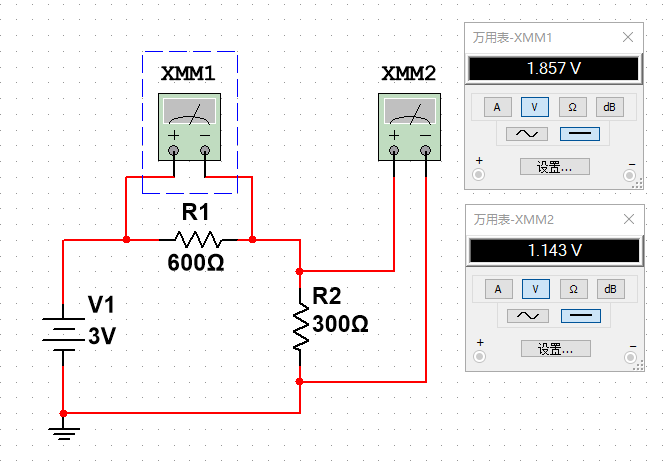 XMM1
XMM2
R1
600Ω
V1
3V
R2
300Ω
万用表-XMM1
1.857 V
A V Ω dB
+ 设置... −
万用表-XMM2
1.143 V
A V Ω dB
+ 设置... −